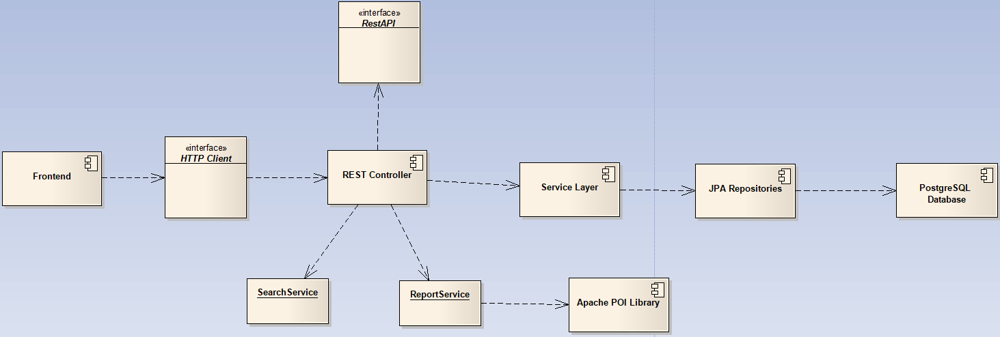 «interface»
RestAPI
Frontend
«interface»
HTTP Client
REST Controller
Service Layer
JPA Repositories
PostgreSQL
Database
SearchService
ReportService
Apache POI Library